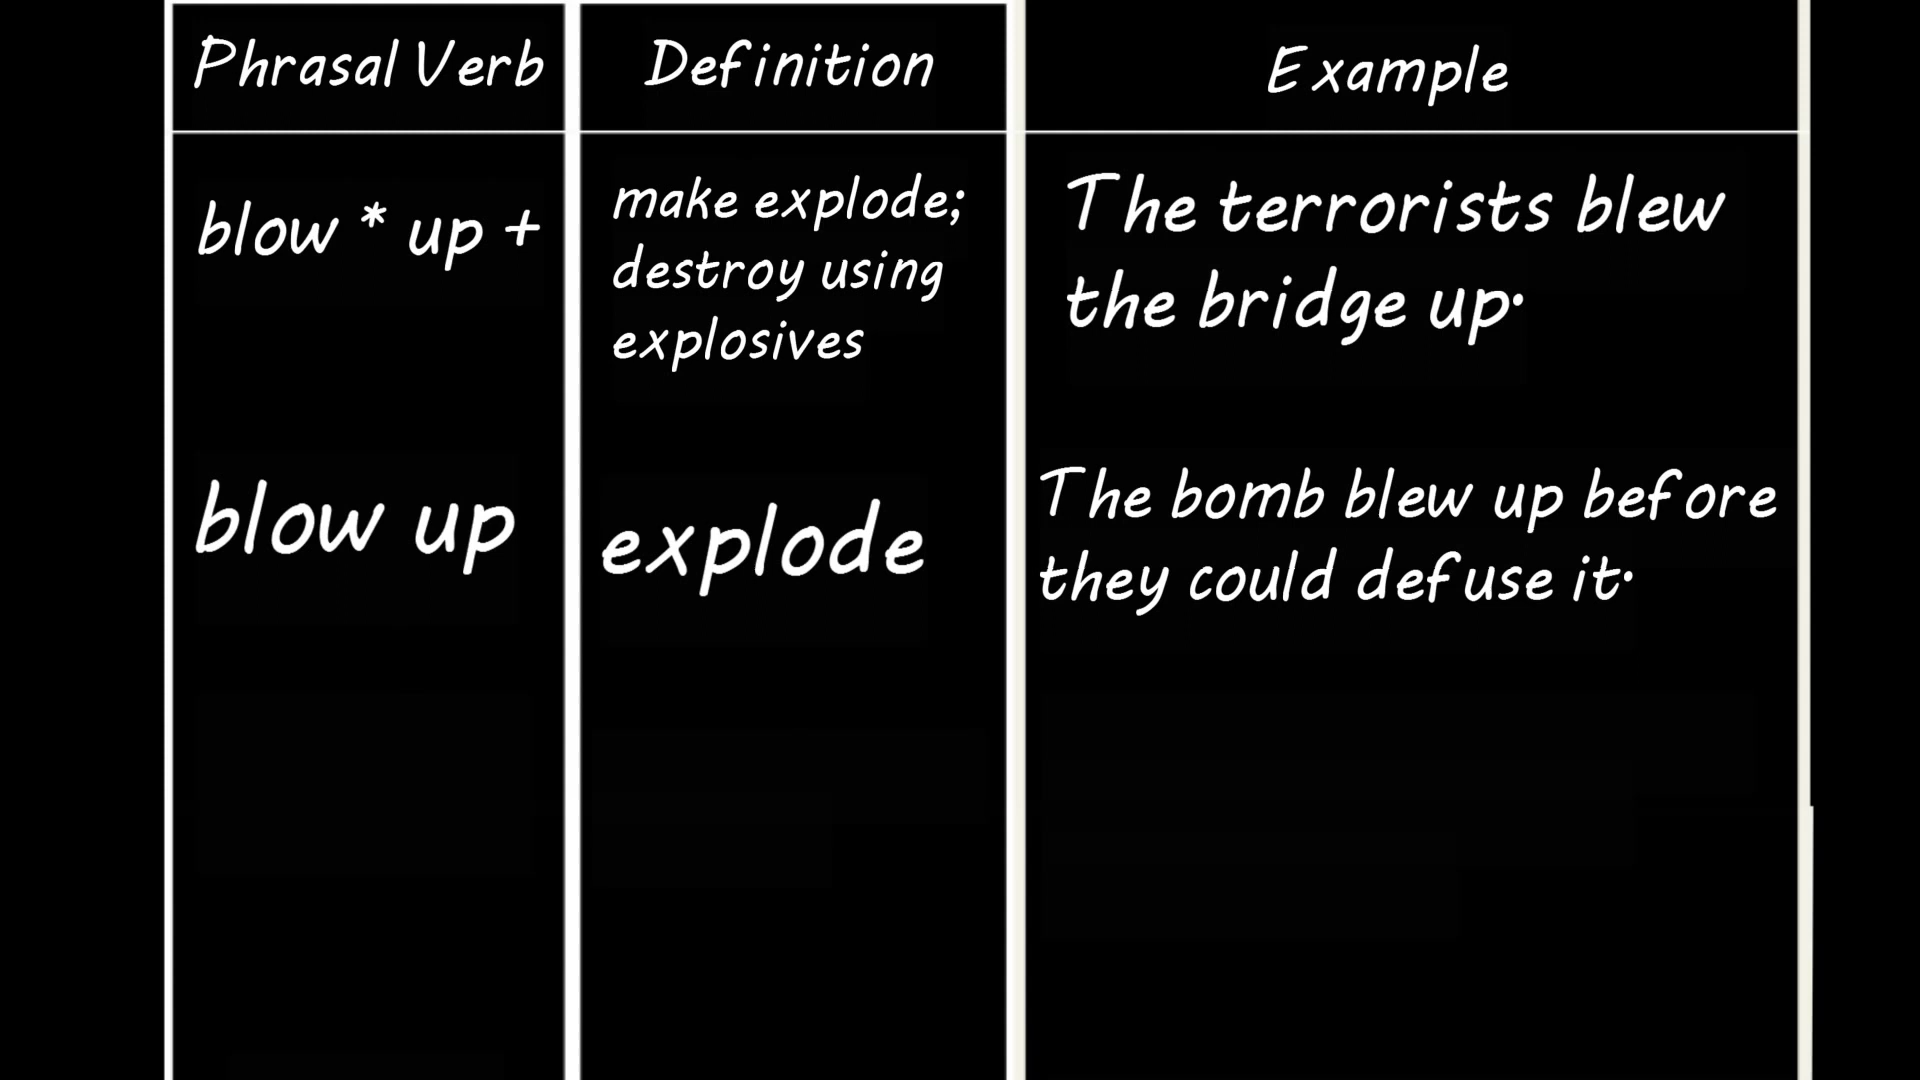 Phrasal Verb
Definition
Example
blow * up +
make explode;
destroy using
explosives
The terrorists blew
the bridge up.
blow up
explode
The bomb blew up before
they could defuse it.